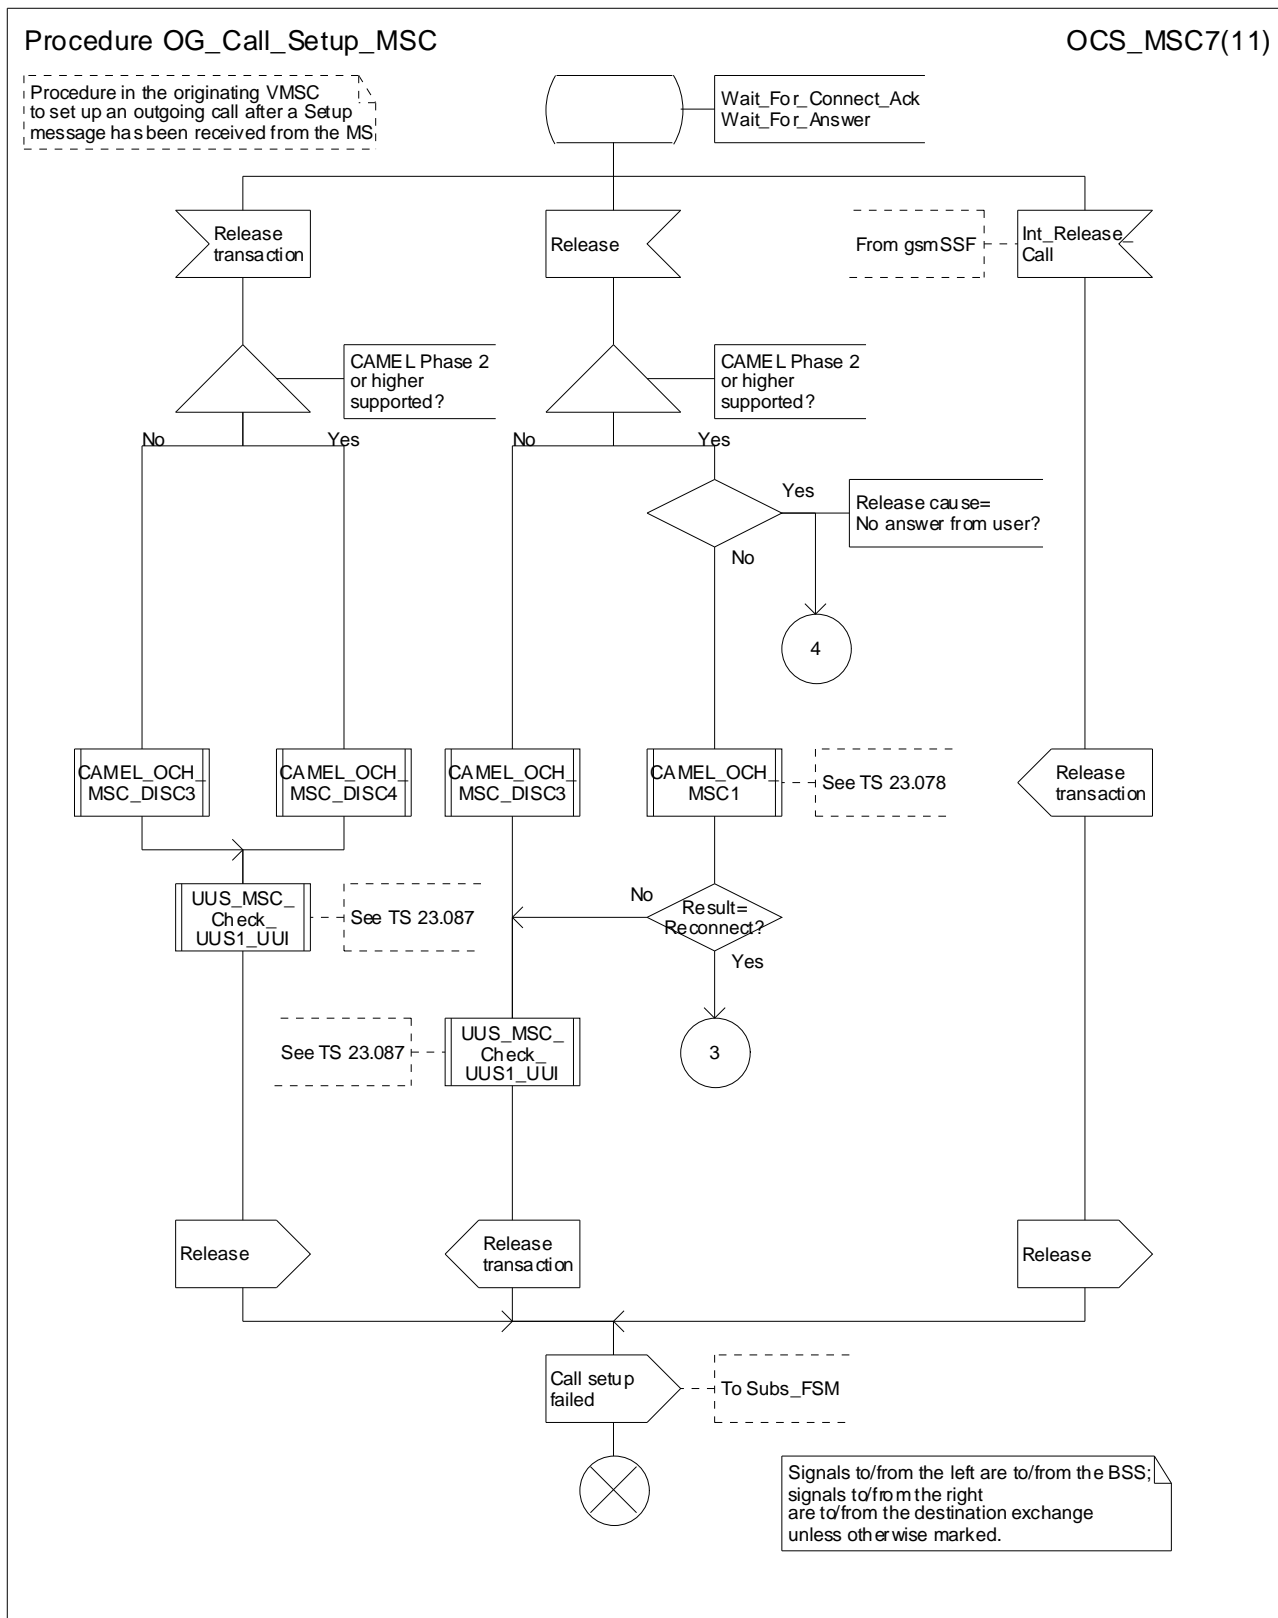 Procedure OG_Call_Setup_MSC
OCS_MSC7(11)
Procedure in the originating VMSC
to set up an outgoing call after a Setup
message has been received from the MS
Wait_For_Connect_Ack
Wait_For_Answer
Release
transaction
Release
From gsmSSF
Int_Release_
Call
CAMEL Phase 2
or higher
supported?
CAMEL Phase 2
or higher
supported?
No
Yes
No
Yes
Yes
Release cause=
No answer from user?
No
4
CAMEL_OCH_
MSC_DISC3
CAMEL_OCH_
MSC_DISC4
CAMEL_OCH_
MSC_DISC3
CAMEL_OCH_
MSC1
See TS 23.078
Release
transaction
UUS_MSC_
Check_
UUS1_UUI
See TS 23.087
No
Result=
Reconnect?
Yes
See TS 23.087
UUS_MSC_
Check_
UUS1_UUI
3
Release
Release
transaction
Release
Call setup
failed
To Subs_FSM
Signals to/from the left are to/from the BSS;
signals to/from the right
are to/from the destination exchange
unless otherwise marked.